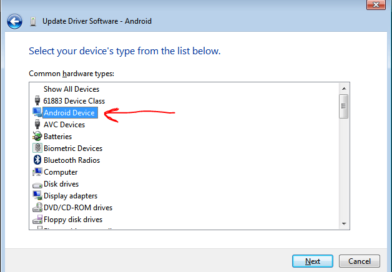 Update Driver Software - Android
Select your device's type from the list below.
Common hardware types:
Show All Devices
61883 Device Class
Android Device
AVC Devices
Batteries
Biometric Devices
Bluetooth Radios
Computer
Disk drives
Display adapters
DVD/CD-ROM drives
Floppy disk drives
Next
Cancel